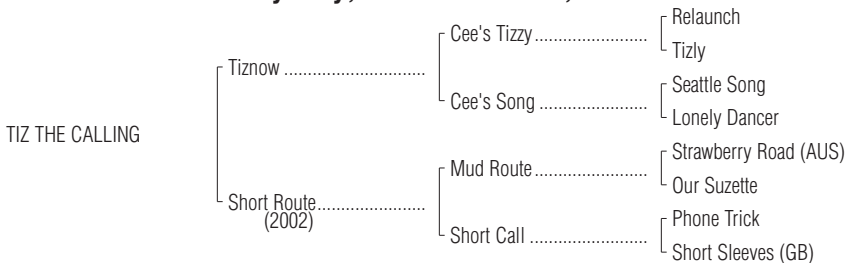 Relaunch
Cee's Tizzy
Tizly
Tiznow
Seattle Song
Cee's Song
Lonely Dancer
TIZ THE CALLING
Strawberry Road (AUS)
Mud Route
Our Suzette
Short Route
(2002)
Phone Trick
Short Call
Short Sleeves (GB)